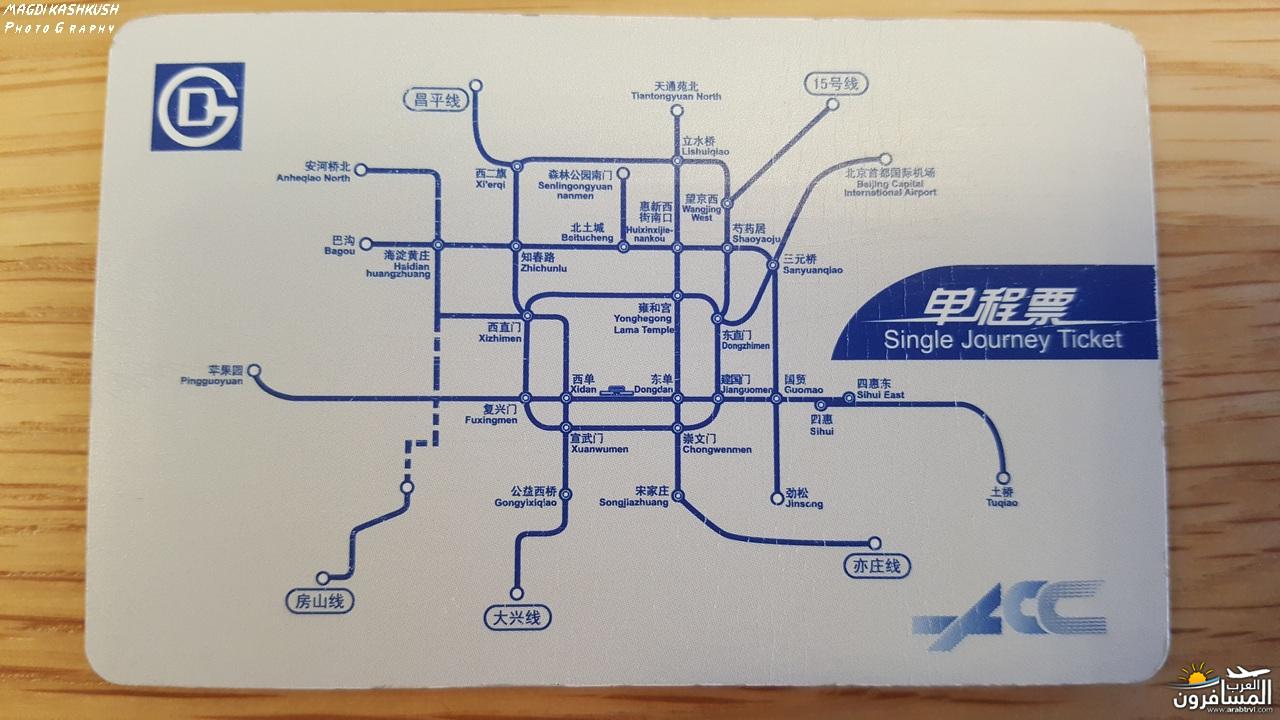 MAGDI KASHKUSH
PHOTOGRAPHY
昌平线
天通苑北
Tiantongyuan North
15号线
安河桥北
Anheqiao North
西二旗
Xi'erqi
森林公园南门
Senlingongyuan
nanmen
立水桥
Lishuiqiao
北京首都国际机场
Beijing Capital
International Airport
望京西
Wangjing
West
惠新西
街南口
Huixinxijie-
nankou
北土城
Beitucheng
芍药居
Shaoyaoju
巴沟
Bagou
海淀黄庄
Haidian
huangzhuang
知春路
Zhichunlu
三元桥
Sanyuanqiao
单程票
Single Journey Ticket
西直门
Xizhimen
雍和宫
Yonghegong
Lama Temple
东直门
Dongzhimen
苹果园
Pingguoyuan
西单
Xidan
东单
Dongdan
建国门
Jianguomen
国贸
Guomao
四惠东
Sihui East
复兴门
Fuxingmen
四惠
Sihui
宣武门
Xuanwumen
崇文门
Chongwenmen
公益西桥
Gongyixiqiao
宋家庄
Songjiazhuang
劲松
Jinsong
土桥
Tuqiao
亦庄线
房山线
大兴线
ACC
العرب
المسافرون
www.arabtrvl.com